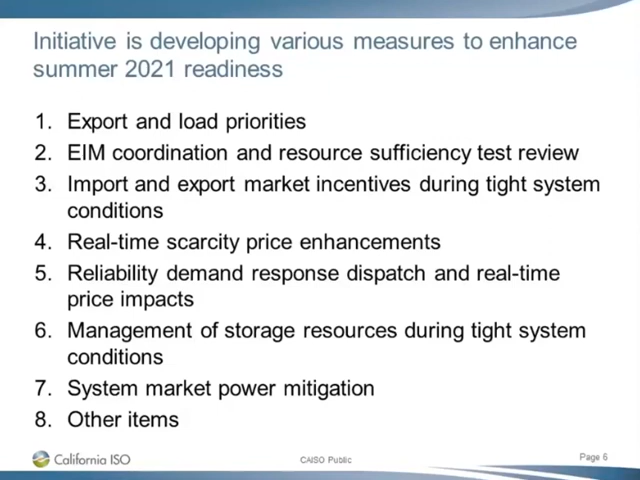 Initiative is developing various measures to enhance
summer 2021 readiness
1. Export and load priorities
2. EIM coordination and resource sufficiency test review
3. Import and export market incentives during tight system
conditions
4. Real-time scarcity price enhancements
5. Reliability demand response dispatch and real-time
price impacts
6. Management of storage resources during tight system
conditions
7. System market power mitigation
8. Other items
California ISO
CAISO Public
Page 6